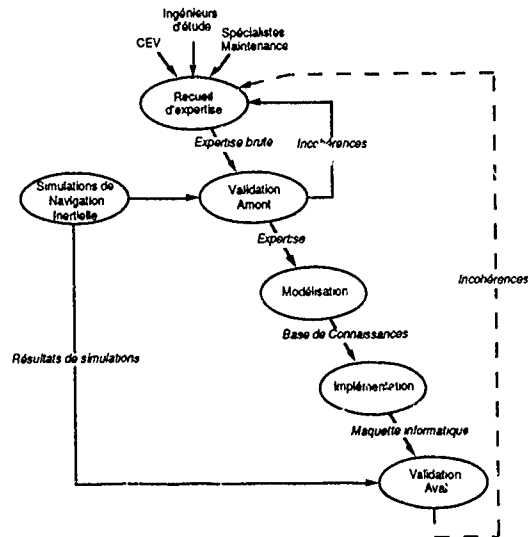 Ingénieurs
d'étude
Spécialistes
Maintenance
CEV
Recueil
d'expertise
Expertise brute
Incohérences
Simulations de
Navigation
Inertielle
Validation
Amont
Expertise
Incohérences
Modélisation
Base de Connaissances
Résultats de simulations
Implémentation
Maquette informatique
Validation
Aval